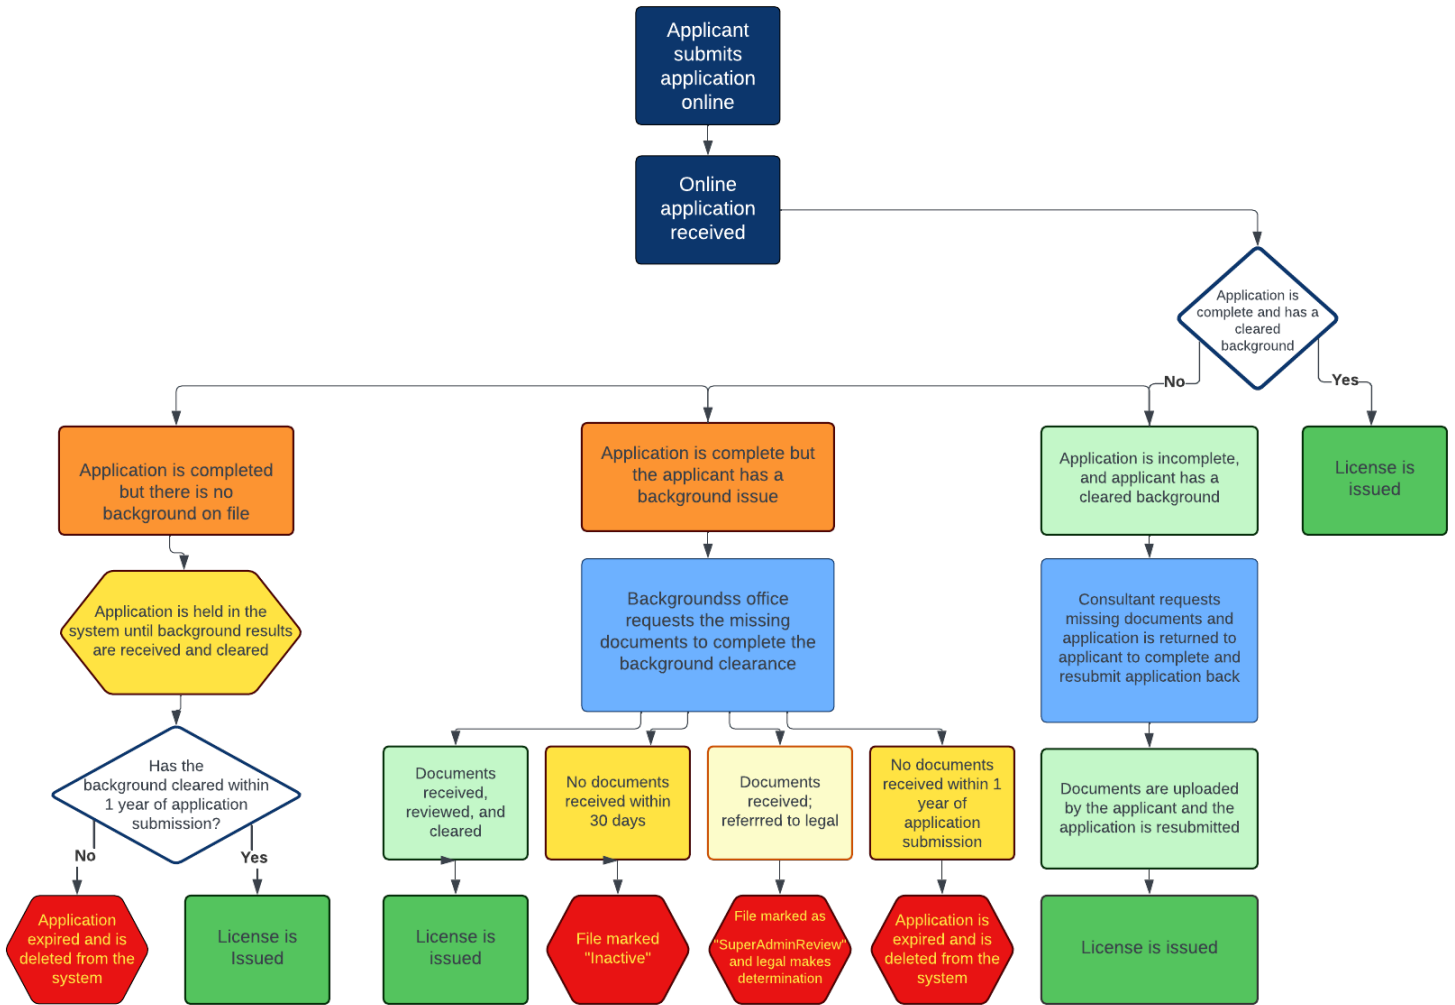 Applicant
submits
application
online
Online
application
received
Application is
complete and has a
cleared
background
No
Yes
Application is completed
but there is no
background on file
Application is complete but
the applicant has a
background issue
Application is incomplete,
and applicant has a
cleared background
License is
issued
Application is held in the
system until background results
are received and cleared
Backgroundss office
requests the missing
documents to complete the
background clearance
Consultant requests
missing documents and
application is returned to
applicant to complete and
resubmit application back
Has the
background cleared within
1 year of application
submission?
No
Yes
Documents
received,
reviewed, and
cleared
No documents
received within
30 days
Documents
received;
referrred to legal
No documents
received within 1
year of
application
submission
Documents are uploaded
by the applicant and the
application is resubmitted
Application
expired and is
deleted from the
system
License is
Issued
License is
issued
File marked
"Inactive"
File marked as
"SuperAdminReview"
and legal makes
determination
Application is
expired and is
deleted from the
system
License is issued